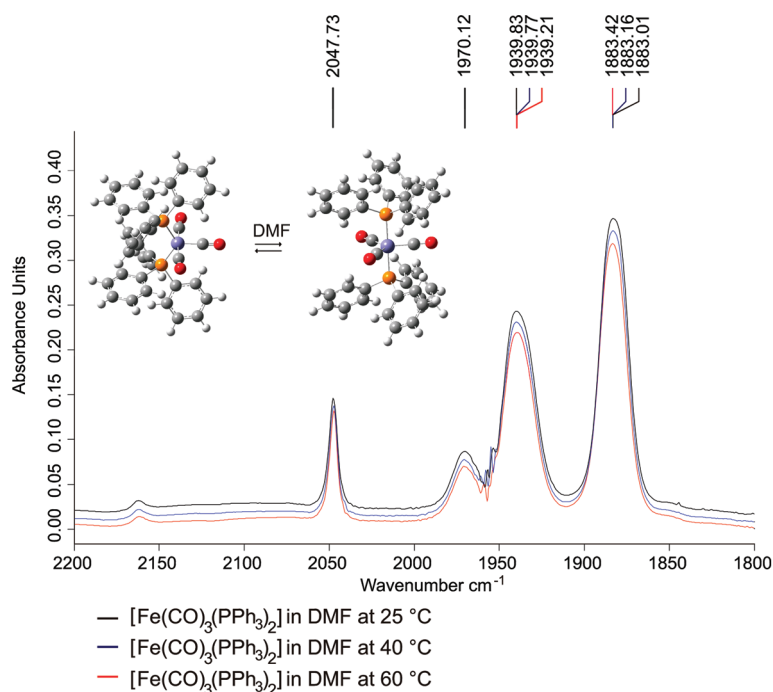 2047.73
1970.12
1939.83
1939.77
1939.21
1883.42
1883.16
1883.01
0.40
0.35
0.30
0.25
0.20
0.15
0.10
0.05
0.00
Absorbance Units
DMF
2200 2150 2100 2050 2000 1950 1900 1850 1800
Wavenumber cm-1
[Fe(CO)3(PPh3)2] in DMF at 25 °C
[Fe(CO)3(PPh3)2] in DMF at 40 °C
[Fe(CO)3(PPh3)2] in DMF at 60 °C